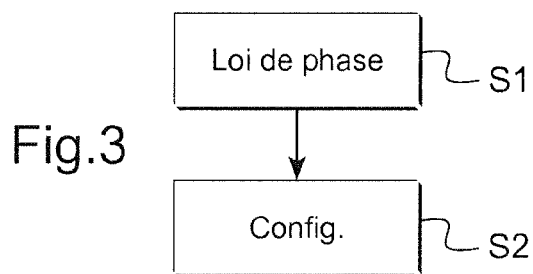 Loi de phase
S1
Fig.3
Config.
S2